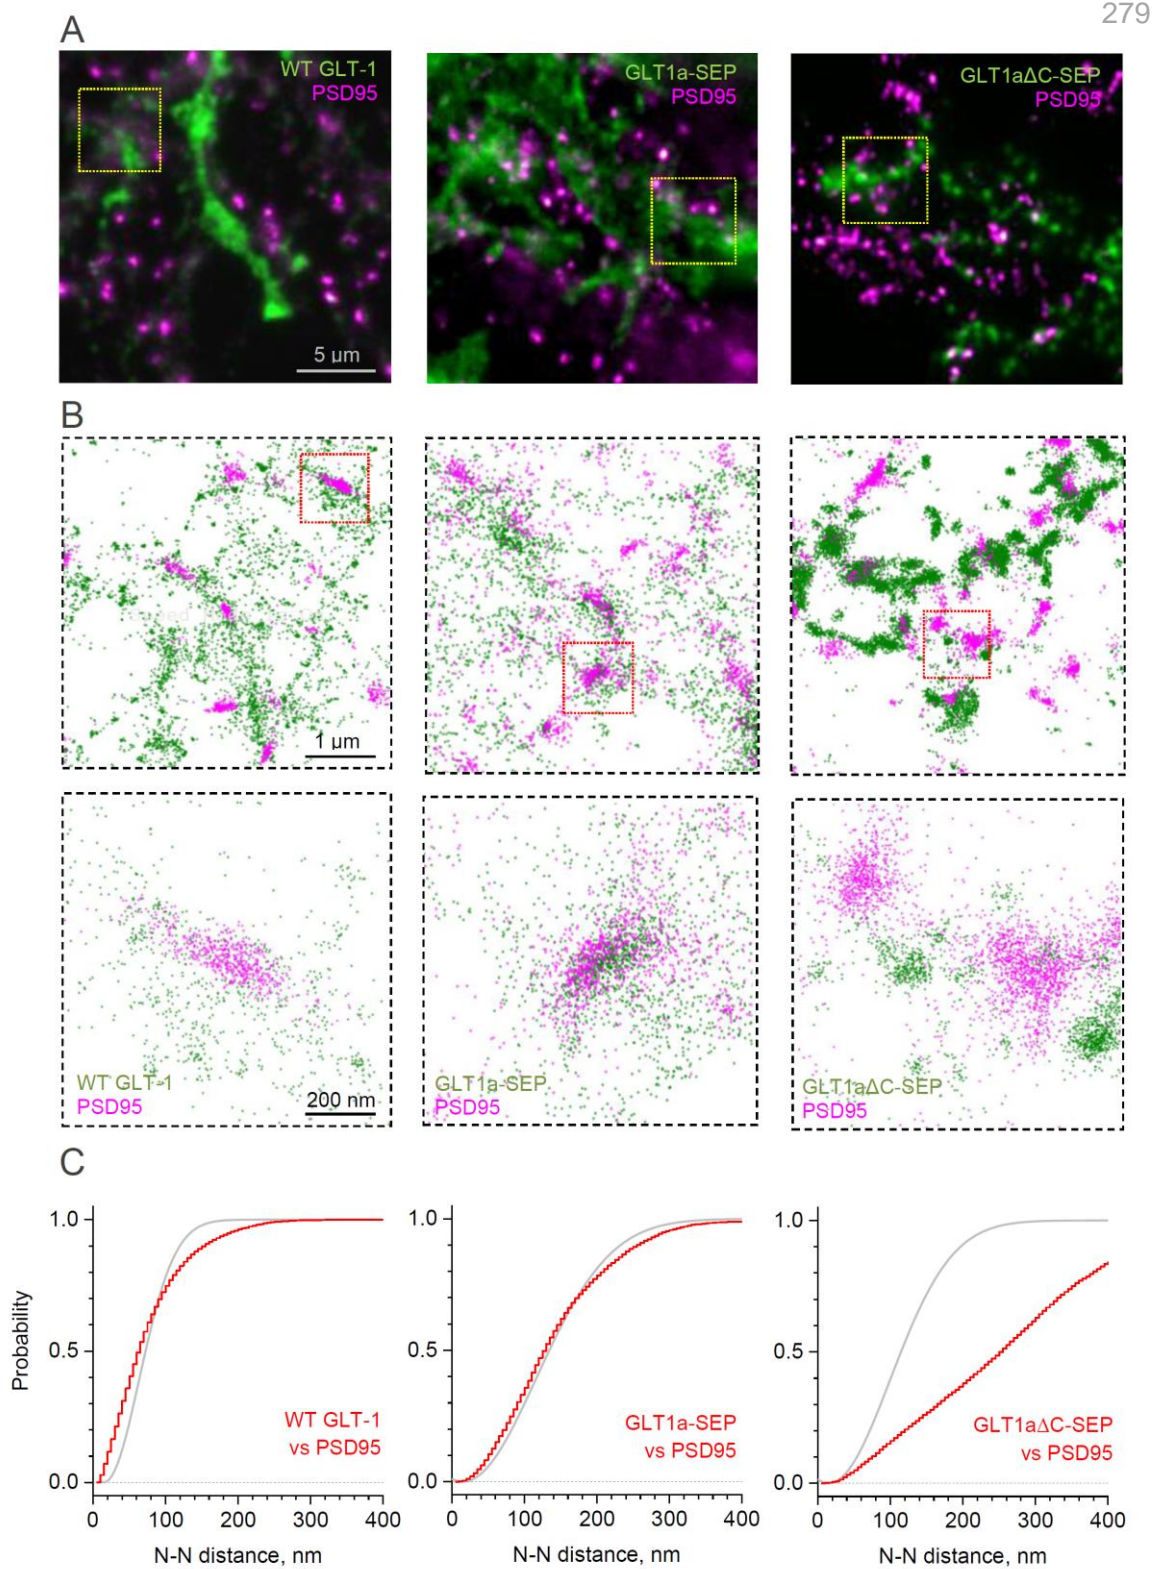 279
A
WT GLT-1
PSD95
5 µm
GLT1a-SEP
PSD95
GLT1aΔC-SEP
PSD95
B
1 µm
WT GLT-1
PSD95
200 nm
GLT1a-SEP
PSD95
GLT1aΔC-SEP
PSD95
C
Probability
1.0
0.5
0.0
WT GLT-1
vs PSD95
0 100 200 300 400
N-N distance, nm
1.0
0.5
0.0
GLT1a-SEP
vs PSD95
0 100 200 300 400
N-N distance, nm
1.0
0.5
0.0
GLT1aΔC-SEP
vs PSD95
0 100 200 300 400
N-N distance, nm